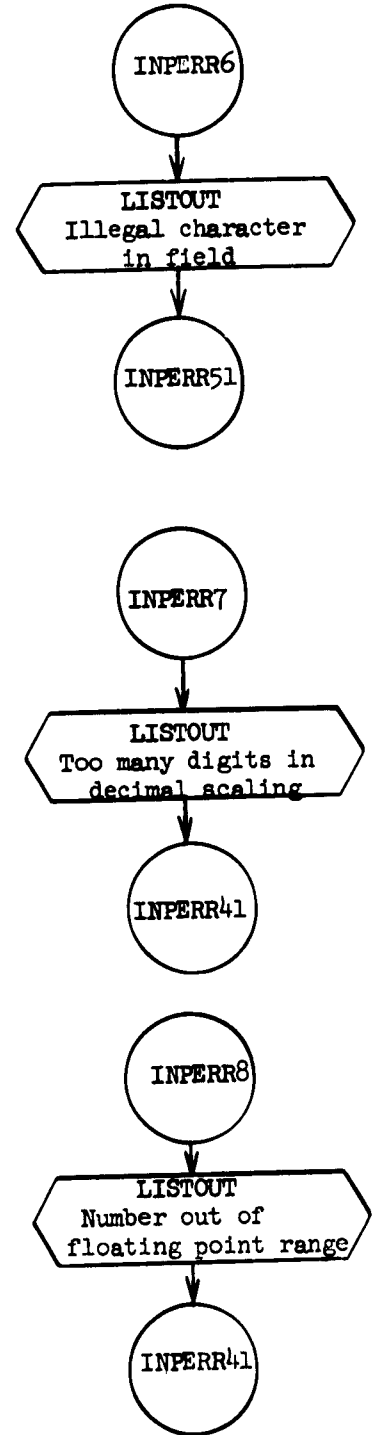 INPERR6
LISTOUT
Illegal character
in field
INPERR51
INPERR7
LISTOUT
Too many digits in
decimal scaling
INPERR41
INPERR8
LISTOUT
Number out of
floating point range
INPERR41